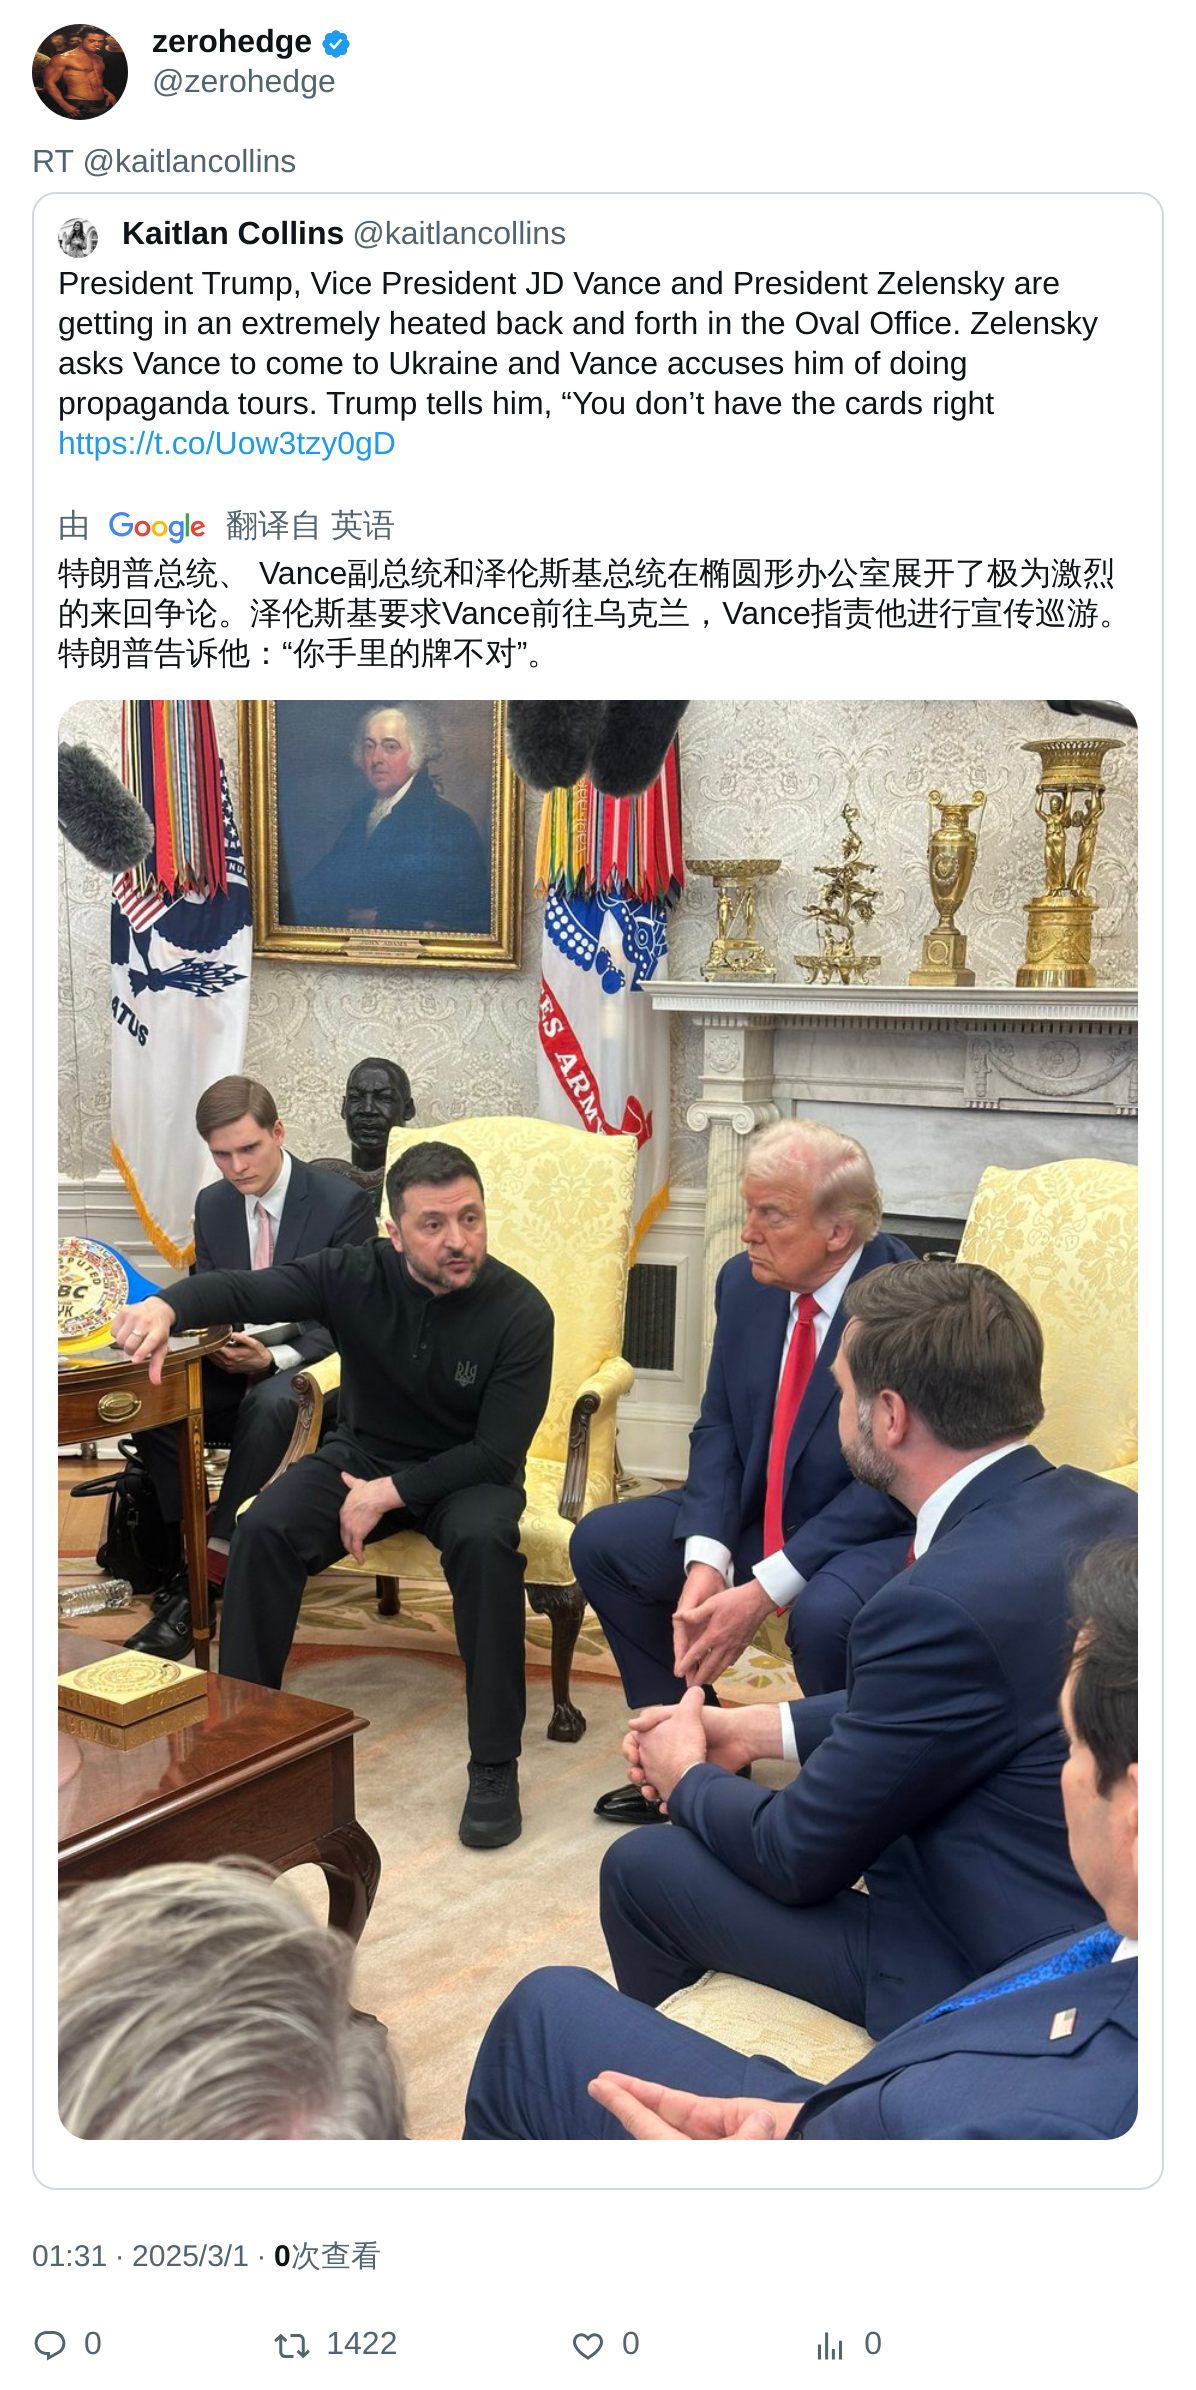 zerohedge
@zerohedge
RT @kaitlancollins
Kaitlan Collins @kaitlancollins
President Trump, Vice President JD Vance and President Zelensky are
getting in an extremely heated back and forth in the Oval Office. Zelensky
asks Vance to come to Ukraine and Vance accuses him of doing
propaganda tours. Trump tells him, “You don’t have the cards right
https://t.co/Uow3tzy0gD
由 Google 翻译自 英语
特朗普总统、 Vance副总统和泽伦斯基总统在椭圆形办公室展开了极为激烈
的来回争论。泽伦斯基要求Vance前往乌克兰，Vance指责他进行宣传巡游。
特朗普告诉他：“你手里的牌不对”。
JOHN ADAMS
ATUS
ES ARMY
PUTED
BC
YK
01:31 · 2025/3/1 · 0次查看
0 1422 0 0